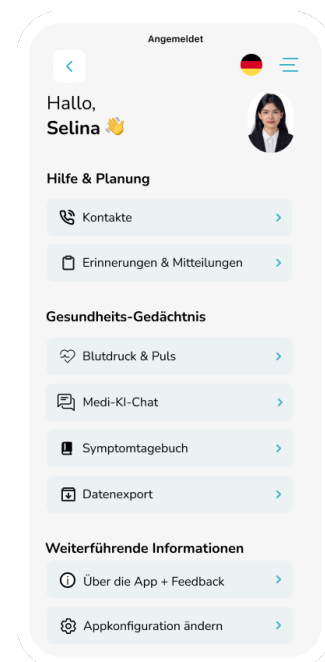 Angemeldet
Hallo,
Selina 👋
Hilfe & Planung
Kontakte
Erinnerungen & Mitteilungen
Gesundheits-Gedächtnis
Blutdruck & Puls
Medi-KI-Chat
Symptomtagebuch
Datenexport
Weiterführende Informationen
Über die App + Feedback
Appkonfiguration ändern